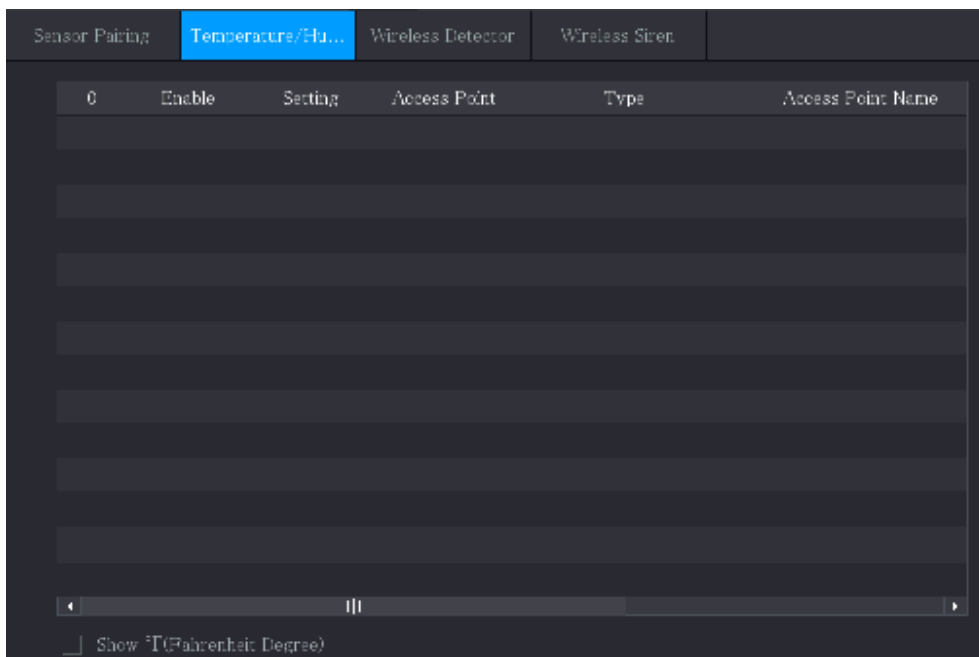 Sensor Pairing Temperature/Hu... Wireless Detector Wireless Siren
0 Enable Setting Access Point Type Access Point Name
Show °F(Fahrenheit Degree)